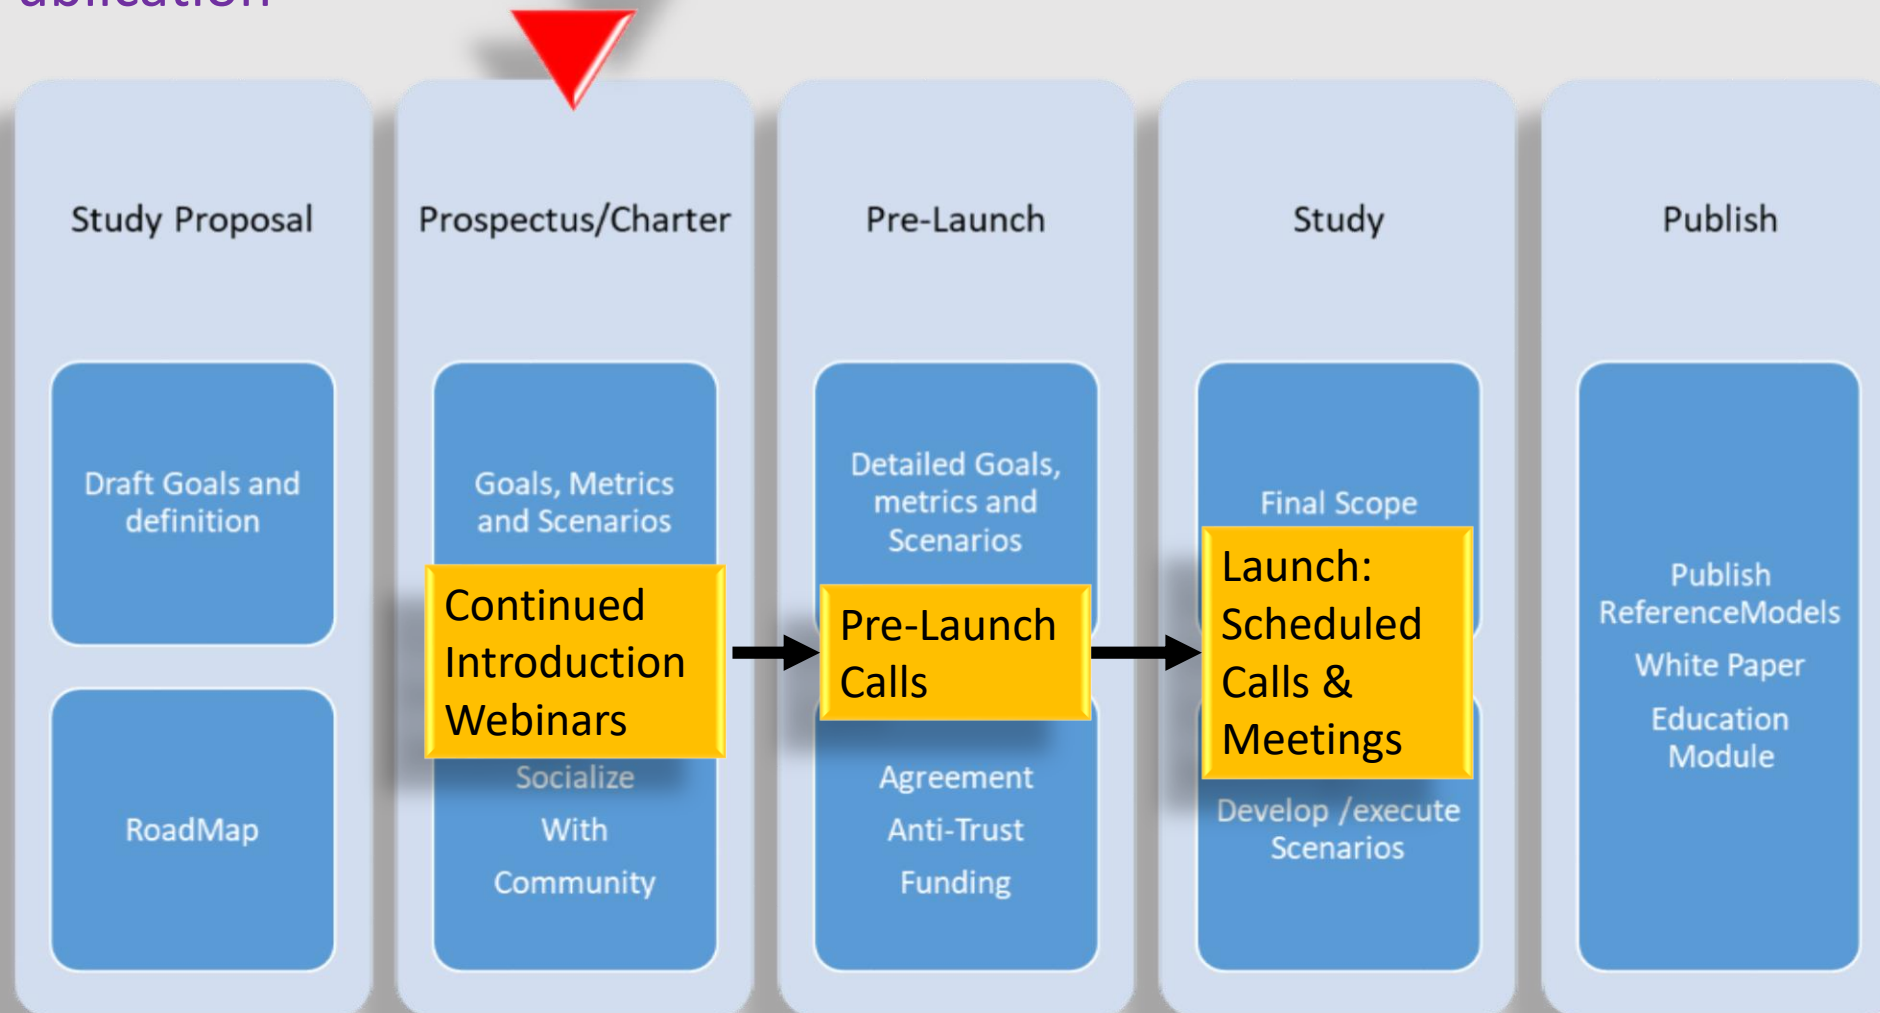 Study Proposal
Draft Goals and
definition
RoadMap
Prospectus/Charter
Goals, Metrics
and Scenarios
Continued
Introduction
Webinars
Socialize
With
Community
Pre-Launch
Detailed Goals,
metrics and
Scenarios
Pre-Launch
Calls
Agreement
Anti-Trust
Funding
Study
Final Scope
Launch:
Scheduled
Calls &
Meetings
Develop /execute
Scenarios
Publish
Publish
ReferenceModels
White Paper
Education
Module